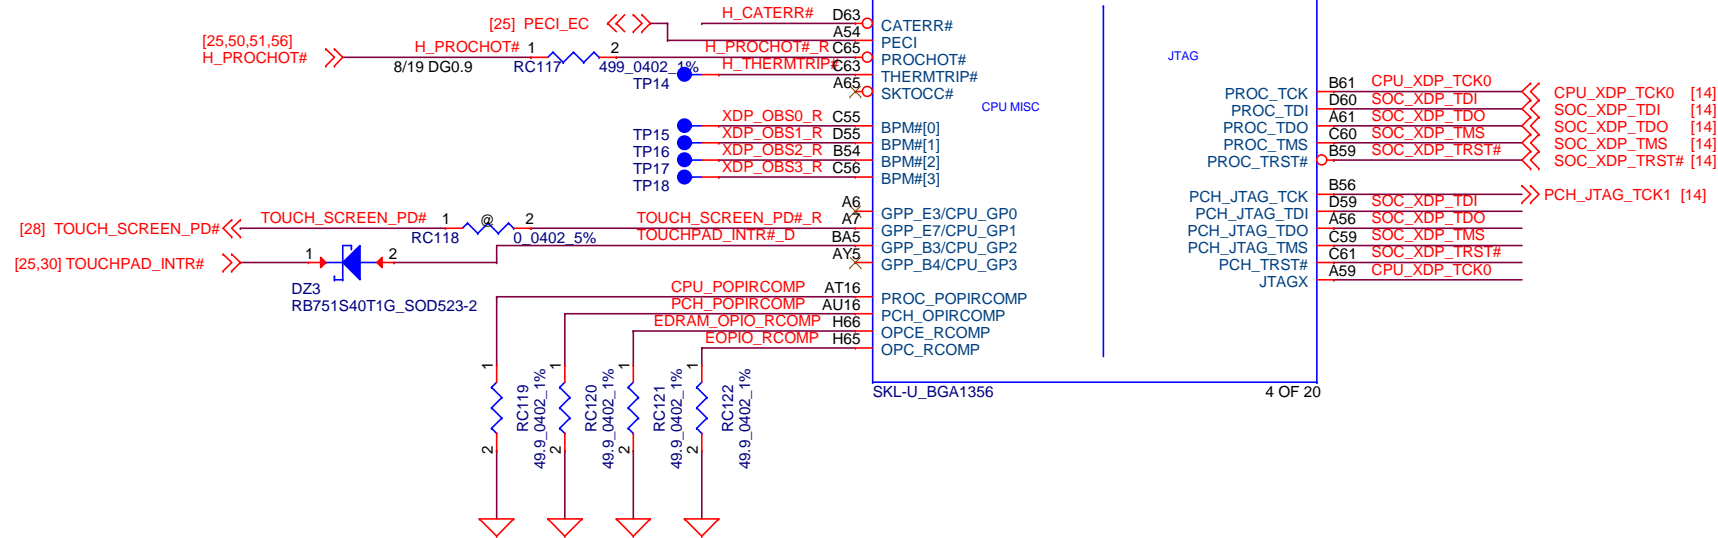 H_CATERR# D63 CATERR#
[25] PECI_EC A54 PECI
[25,50,51,56]
H_PROCHOT# H_PROCHOT# 1 2 H_PROCHOT#_R C65 PROCHOT#
8/19 DG0.9 RC117 499_0402_1% H_THERMTRIP# C63 THERMTRIP#
TP14 A65 SKTOCC#
CPU MISC
JTAG
XDP_OBS0_R C55 BPM#[0]
TP15 XDP_OBS1_R D55 BPM#[1]
TP16 XDP_OBS2_R B54 BPM#[2]
TP17 XDP_OBS3_R C56 BPM#[3]
TP18
PROC_TCK B61 CPU_XDP_TCK0 CPU_XDP_TCK0 [14]
PROC_TDI D60 SOC_XDP_TDI SOC_XDP_TDI [14]
PROC_TDO A61 SOC_XDP_TDO SOC_XDP_TDO [14]
PROC_TMS C60 SOC_XDP_TMS SOC_XDP_TMS [14]
PROC_TRST# B59 SOC_XDP_TRST# SOC_XDP_TRST# [14]
PCH_JTAG_TCK B56 PCH_JTAG_TCK1 [14]
PCH_JTAG_TDI D59 SOC_XDP_TDI
PCH_JTAG_TDO A56 SOC_XDP_TDO
PCH_JTAG_TMS C59 SOC_XDP_TMS
PCH_TRST# C61 SOC_XDP_TRST#
JTAGX A59 CPU_XDP_TCK0
A6 GPP_E3/CPU_GP0
[28] TOUCH_SCREEN_PD# TOUCH_SCREEN_PD# 1 @ 2 TOUCH_SCREEN_PD#_R A7 GPP_E7/CPU_GP1
RC118 0_0402_5% TOUCHPAD_INTR#_D BA5 GPP_B3/CPU_GP2
[25,30] TOUCHPAD_INTR# 1 2 AY5 GPP_B4/CPU_GP3
DZ3
RB751S40T1G_SOD523-2
CPU_POPIRCOMP AT16 PROC_POPIRCOMP
PCH_POPIRCOMP AU16 PCH_OPIRCOMP
EDRAM_OPIO_RCOMP H66 OPCE_RCOMP
EOPIO_RCOMP H65 OPC_RCOMP
1 2 RC119 49.9_0402_1%
1 2 RC120 49.9_0402_1%
1 2 RC121 49.9_0402_1%
1 2 RC122 49.9_0402_1%
SKL-U_BGA1356 4 OF 20